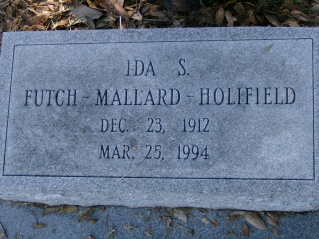 IDA S.
FUTCH-MALLARD-HOLIFIELD
DEC. 23, 1912
MAR. 25, 1994